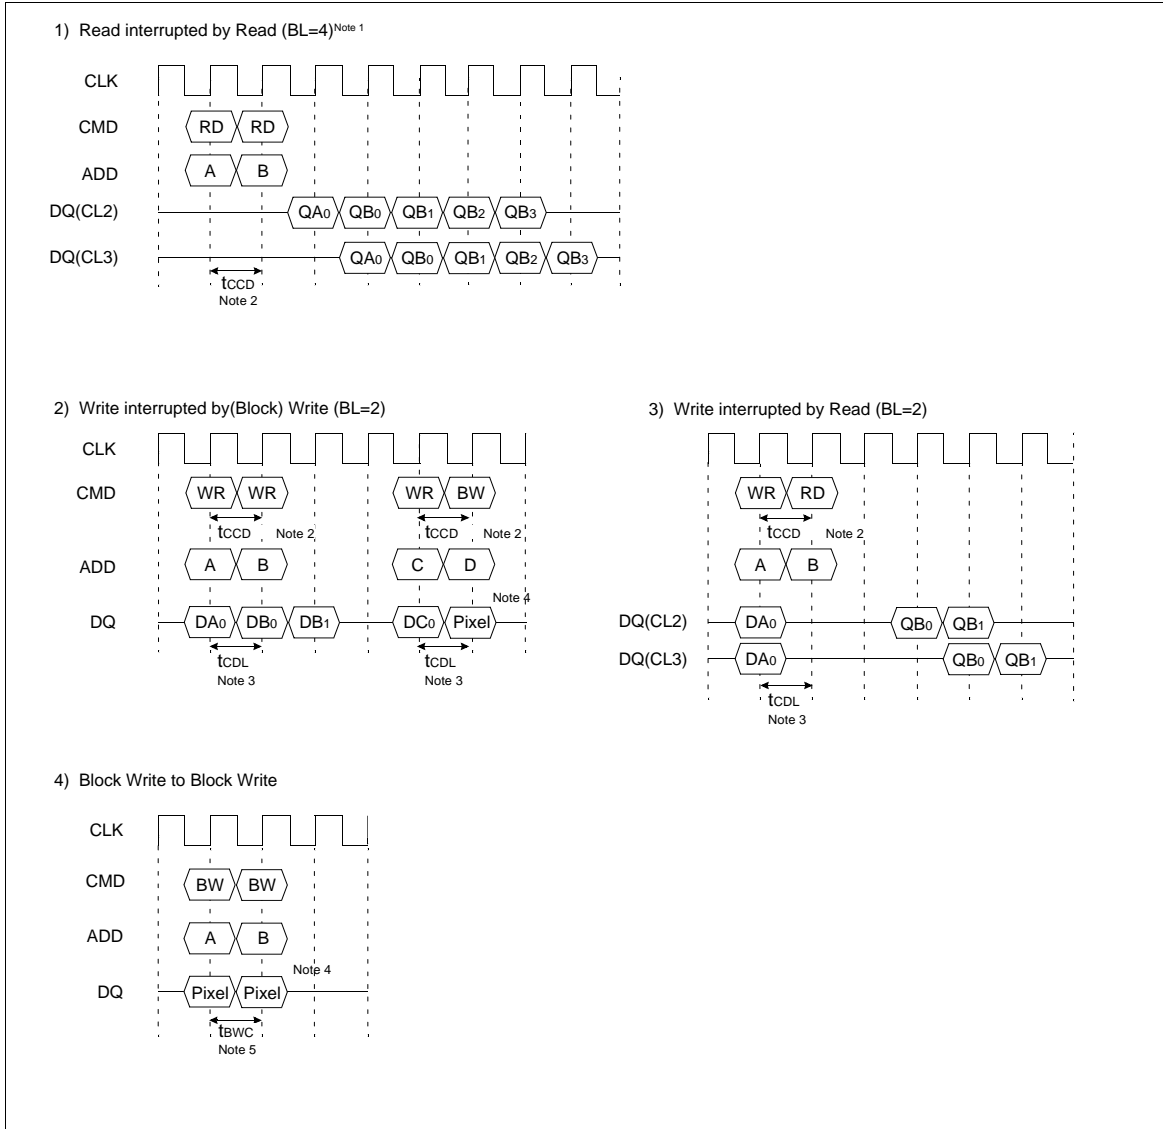 1) Read interrupted by Read (BL=4)Note 1
CLK
CMD RD RD
ADD A B
DQ(CL2) QA0 QB0 QB1 QB2 QB3
DQ(CL3) QA0 QB0 QB1 QB2 QB3
tCCD
Note 2
2) Write interrupted by(Block) Write (BL=2)
CLK
CMD WR WR WR BW
tCCD Note 2 tCCD Note 2
ADD A B C D
Note 4
DQ DA0 DB0 DB1 DC0 Pixel
tCDL tCDL
Note 3 Note 3
3) Write interrupted by Read (BL=2)
WR RD
tCCD Note 2
A B
DQ(CL2) DA0 QB0 QB1
DQ(CL3) DA0 QB0 QB1
tCDL
Note 3
4) Block Write to Block Write
CLK
CMD BW BW
ADD A B
Note 4
DQ Pixel Pixel
tBWC
Note 5